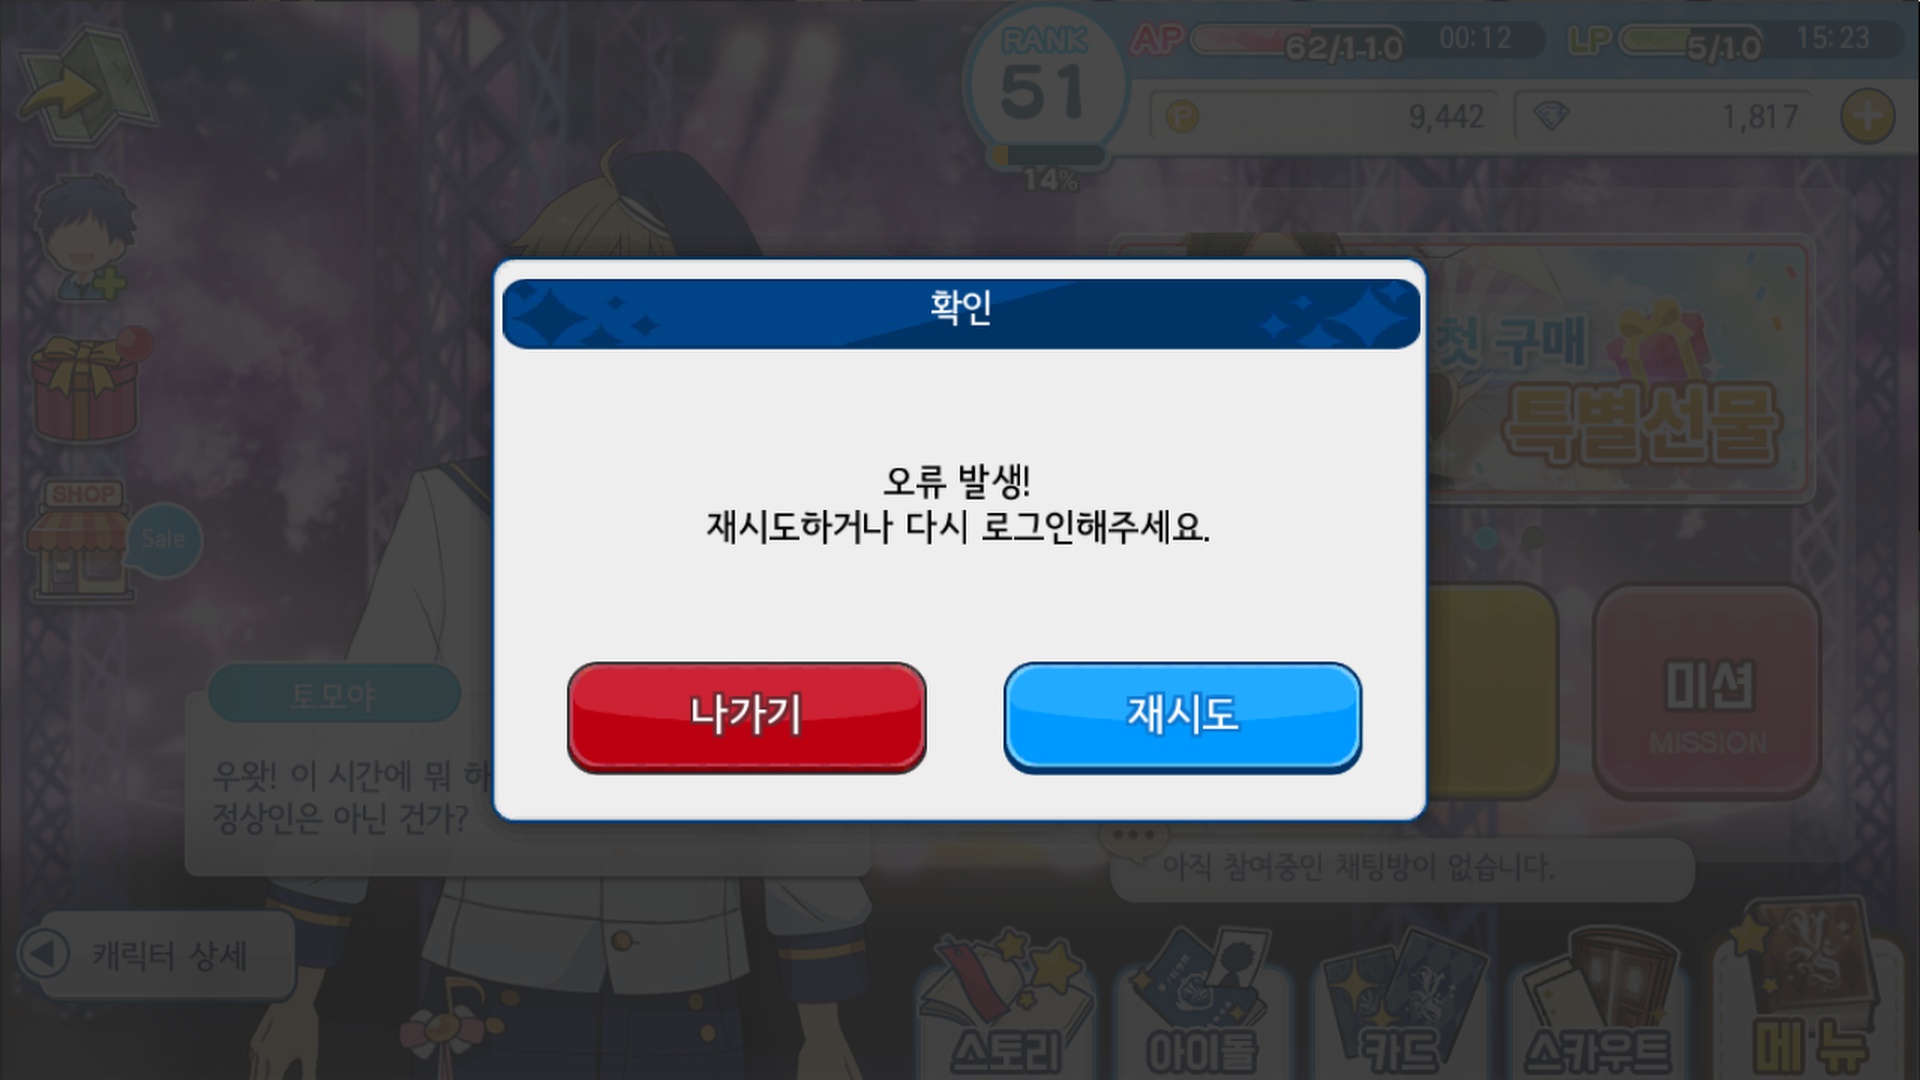 RANK
51
14%
AP
62/110
00:12
LP
5/10
15:23
P
9,442
1,817
SHOP
Sale
첫 구매
특별선물
확인
오류 발생!
재시도하거나 다시 로그인해주세요.
나가기
재시도
미션
MISSION
토모야
우왓! 이 시간에 뭐 하
정상인은 아닌 건가?
아직 참여중인 채팅방이 없습니다.
캐릭터 상세
스토리
아이돌
카드
스카우트
메뉴